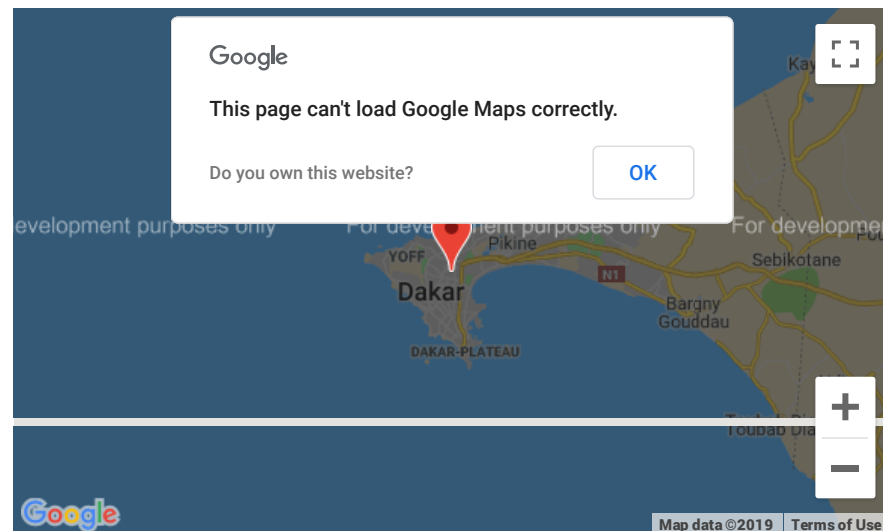 Google
This page can't load Google Maps correctly.
Do you own this website?
OK
evelopment purposes only
For development purposes only
For developme
YOFF
Pikine
Sebikotane
N1
Dakar
Bargny
Gouddau
DAKAR-PLATEAU
Toubab Dia
Google
Map data ©2019
Terms of Use